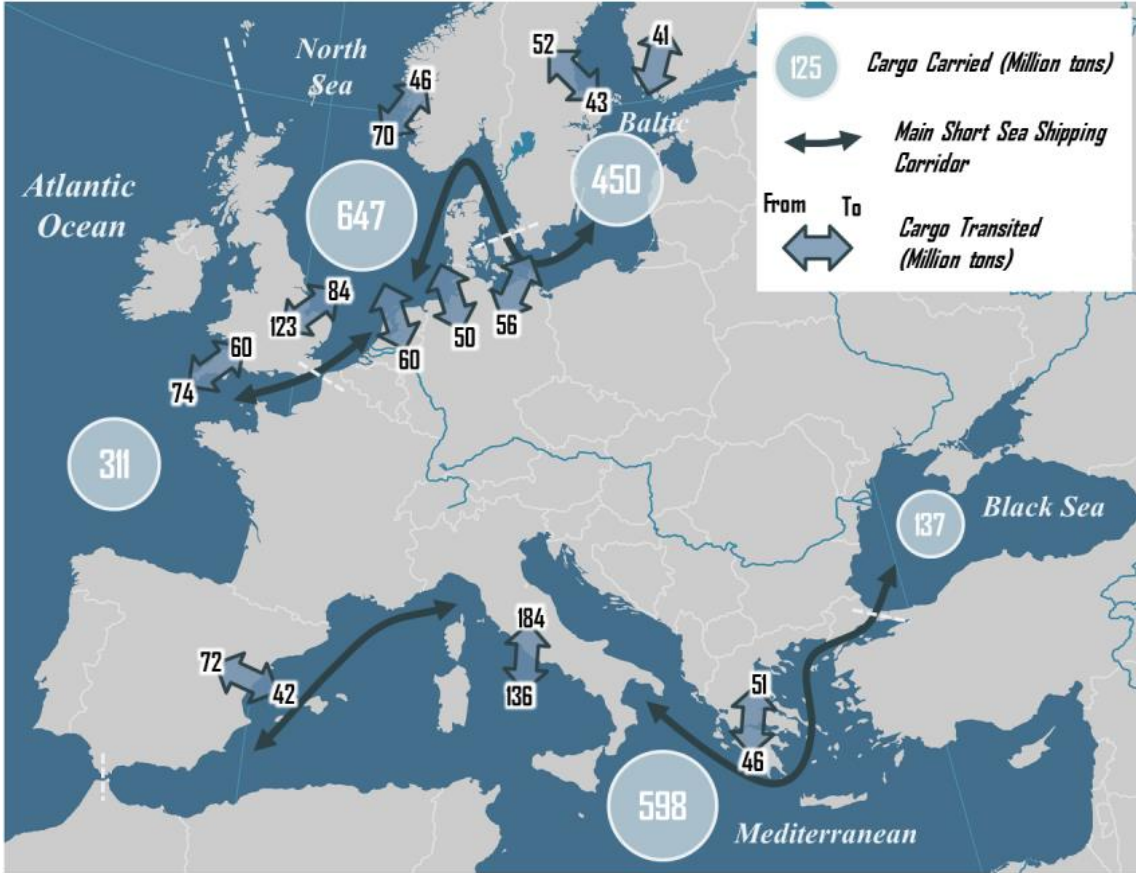 North
Sea
Atlantic
Ocean
Baltic
Black Sea
Mediterranean
125
Cargo Carried (Million tons)
Main Short Sea Shipping
Corridor
From To
Cargo Transited
(Million tons)
52
41
46
43
70
647
450
84
123
60
74
60
50
56
311
137
184
136
72
42
51
46
598